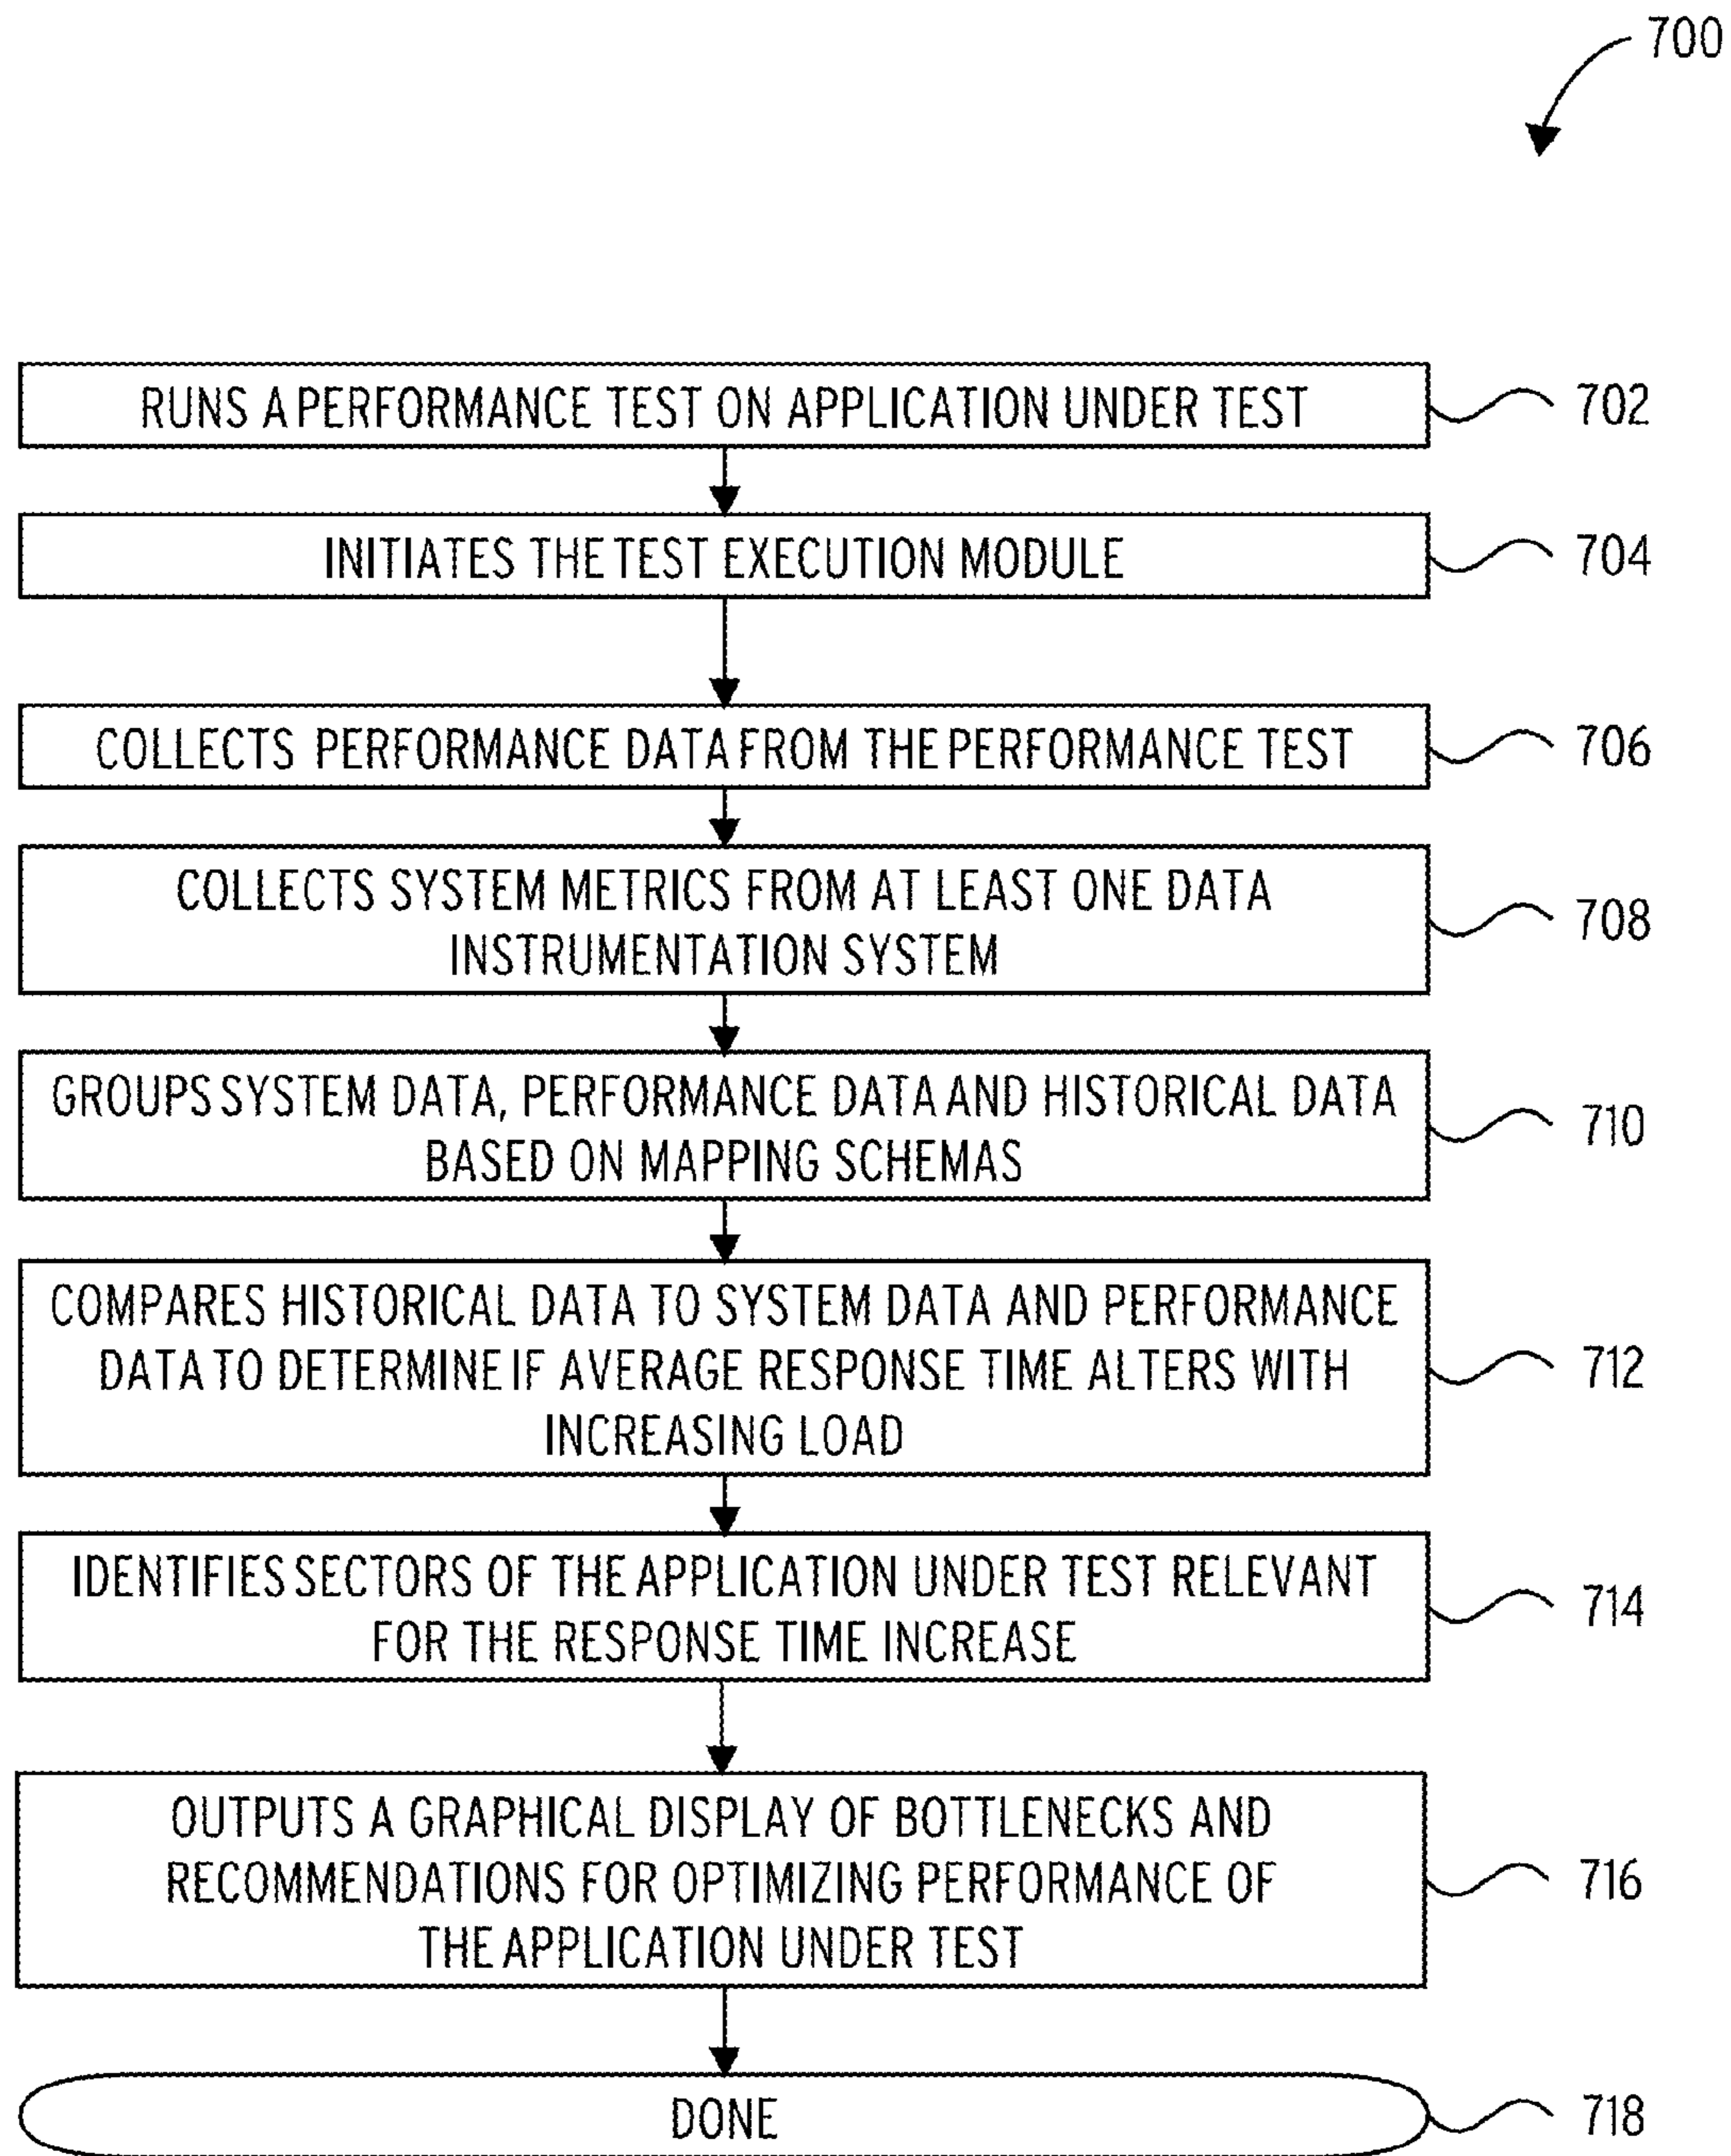 700
RUNS A PERFORMANCE TEST ON APPLICATION UNDER TEST
702
INITIATES THE TEST EXECUTION MODULE
704
COLLECTS PERFORMANCE DATA FROM THE PERFORMANCE TEST
706
COLLECTS SYSTEM METRICS FROM AT LEAST ONE DATA
INSTRUMENTATION SYSTEM
708
GROUPS SYSTEM DATA, PERFORMANCE DATA AND HISTORICAL DATA
BASED ON MAPPING SCHEMAS
710
COMPARES HISTORICAL DATA TO SYSTEM DATA AND PERFORMANCE
DATA TO DETERMINE IF AVERAGE RESPONSE TIME ALTERS WITH
INCREASING LOAD
712
IDENTIFIES SECTORS OF THE APPLICATION UNDER TEST RELEVANT
FOR THE RESPONSE TIME INCREASE
714
OUTPUTS A GRAPHICAL DISPLAY OF BOTTLENECKS AND
RECOMMENDATIONS FOR OPTIMIZING PERFORMANCE OF
THE APPLICATION UNDER TEST
716
DONE
718